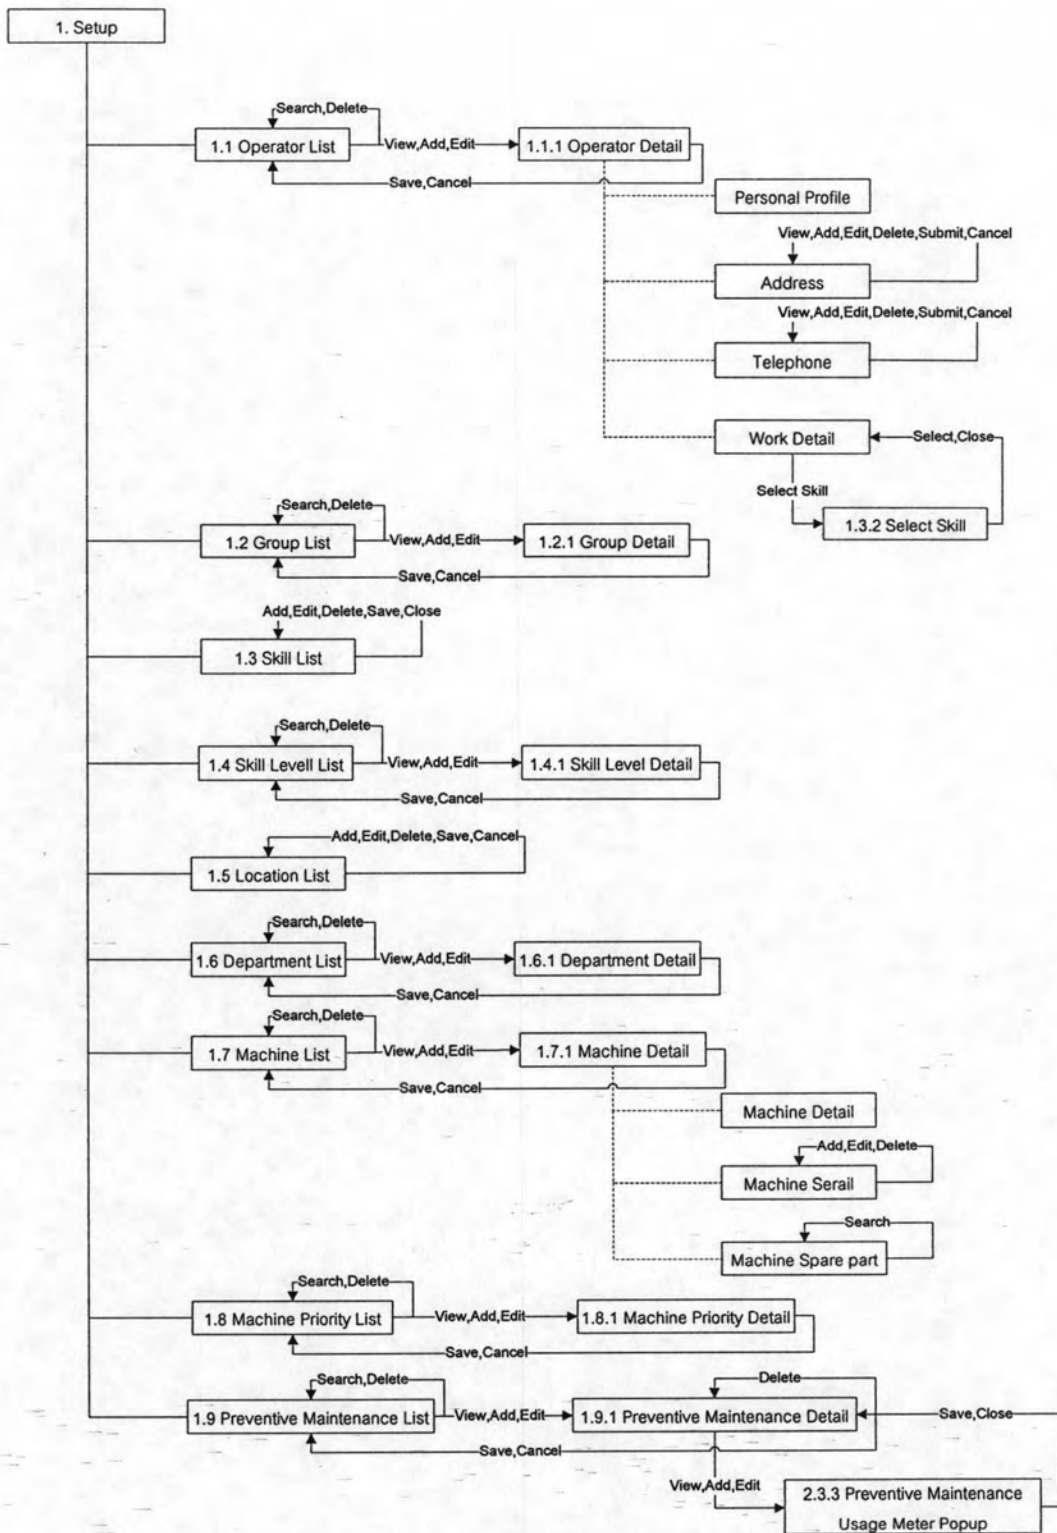 1. Setup
Search,Delete
1.1 Operator List
View,Add,Edit
1.1.1 Operator Detail
Save,Cancel
Personal Profile
View,Add,Edit,Delete,Submit,Cancel
Address
View,Add,Edit,Delete,Submit,Cancel
Telephone
Work Detail
Select,Close
Select Skill
1.3.2 Select Skill
Search,Delete
1.2 Group List
View,Add,Edit
1.2.1 Group Detail
Save,Cancel
Add,Edit,Delete,Save,Close
1.3 Skill List
Search,Delete
1.4 Skill Levell List
View,Add,Edit
1.4.1 Skill Level Detail
Save,Cancel
Add,Edit,Delete,Save,Cancel
1.5 Location List
Search,Delete
1.6 Department List
View,Add,Edit
1.6.1 Department Detail
Save,Cancel
Search,Delete
1.7 Machine List
View,Add,Edit
1.7.1 Machine Detail
Save,Cancel
Machine Detail
Add,Edit,Delete
Machine Serail
Search
Machine Spare part
Search,Delete
1.8 Machine Priority List
View,Add,Edit
1.8.1 Machine Priority Detail
Save,Cancel
Search,Delete
Delete
1.9 Preventive Maintenance List
View,Add,Edit
1.9.1 Preventive Maintenance Detail
Save,Close
Save,Cancel
View,Add,Edit
2.3.3 Preventive Maintenance
Usage Meter Popup